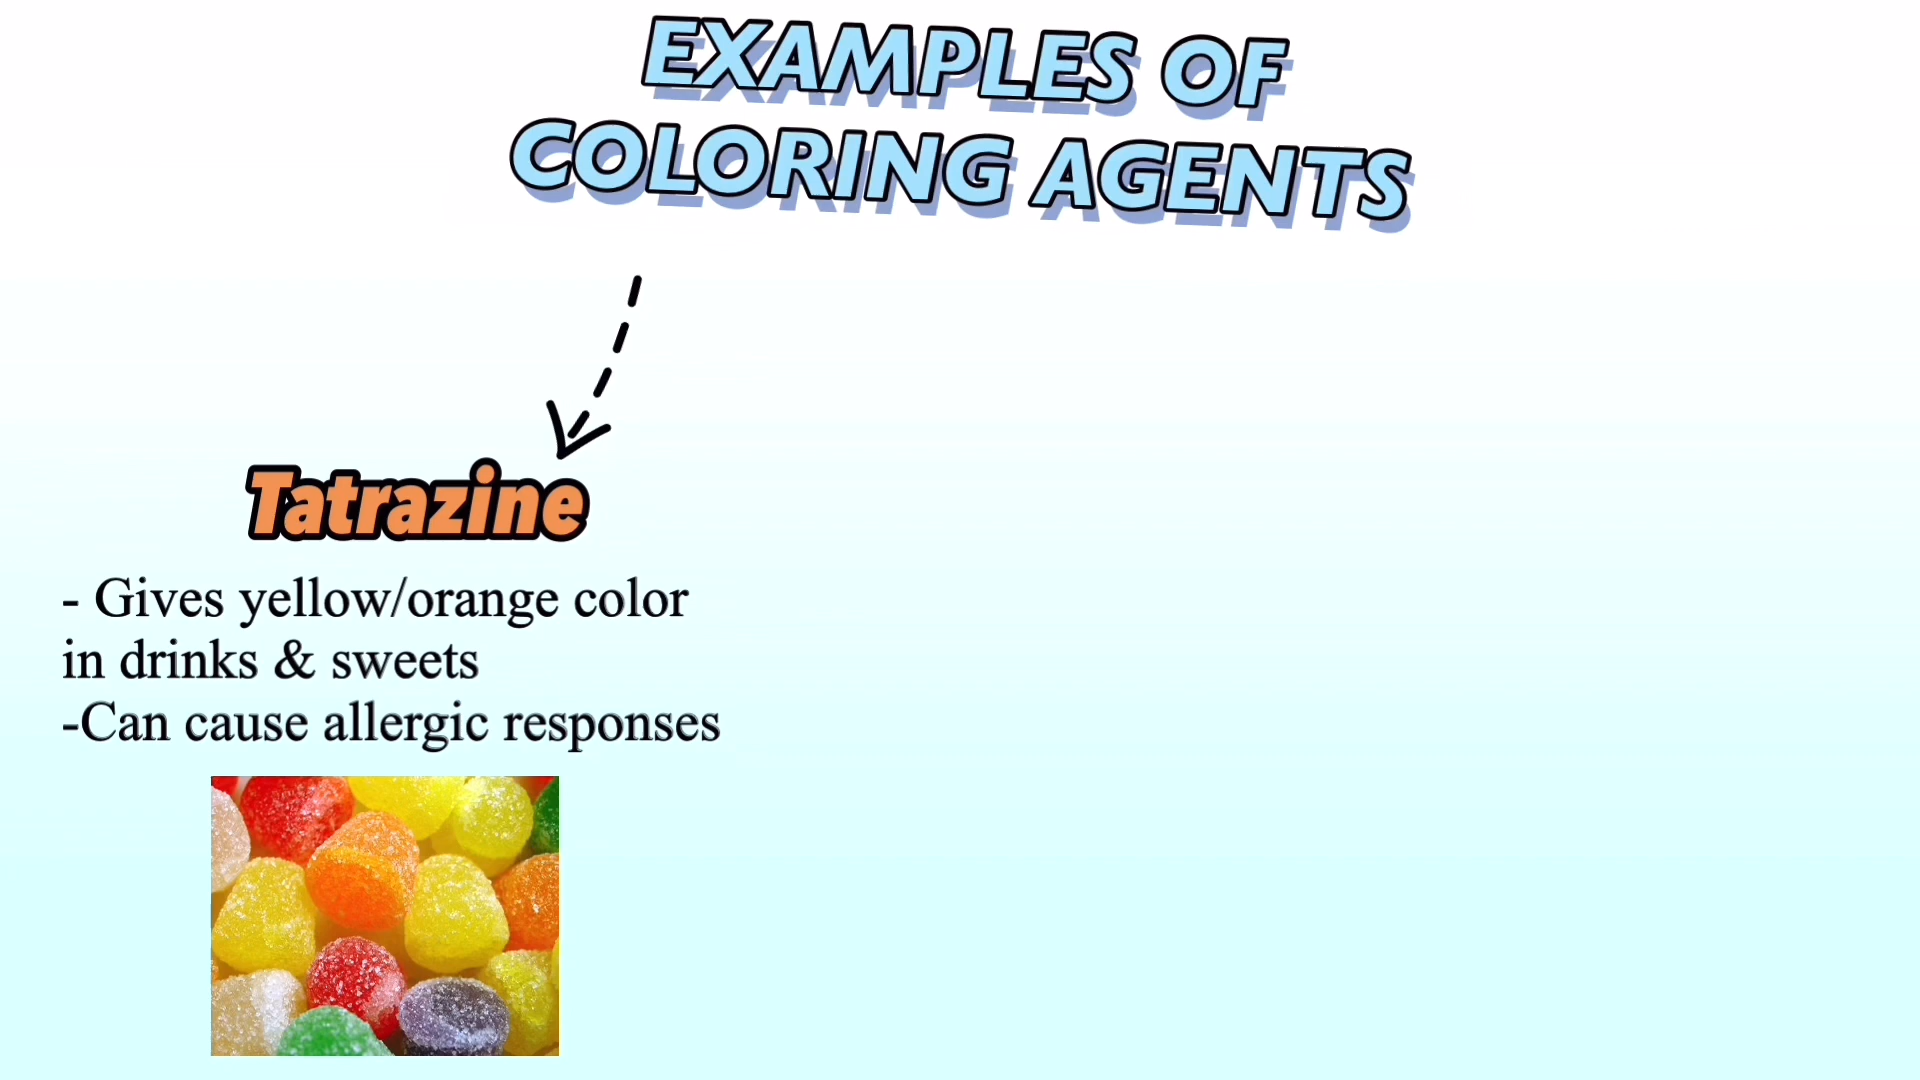 EXAMPLES OF
COLORING AGENTS
Tatrazine
- Gives yellow/orange color
in drinks & sweets
-Can cause allergic responses